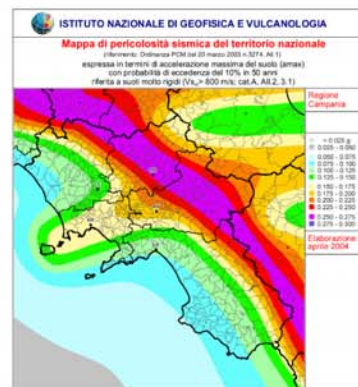 ISTITUTO NAZIONALE DI GEOFISICA E VULCANOLOGIA
Mappa di pericolosità sismica del territorio nazionale
(riferimento: Ordinanza PCM del 20 marzo 2003 n.3274, All.1)
espressa in termini di accelerazione massima del suolo (amax)
con probabilità di eccedenza del 10% in 50 anni
riferita a suoli molto rigidi (Vs₃₀> 800 m/s; cat.A, All.2, 3.1)
Regione
Campania
< 0.025 g
0.025 - 0.050
0.050 - 0.075
0.075 - 0.100
0.100 - 0.125
0.125 - 0.150
0.150 - 0.175
0.175 - 0.200
0.200 - 0.225
0.225 - 0.250
0.250 - 0.275
0.275 - 0.300
Elaborazione:
aprile 2004